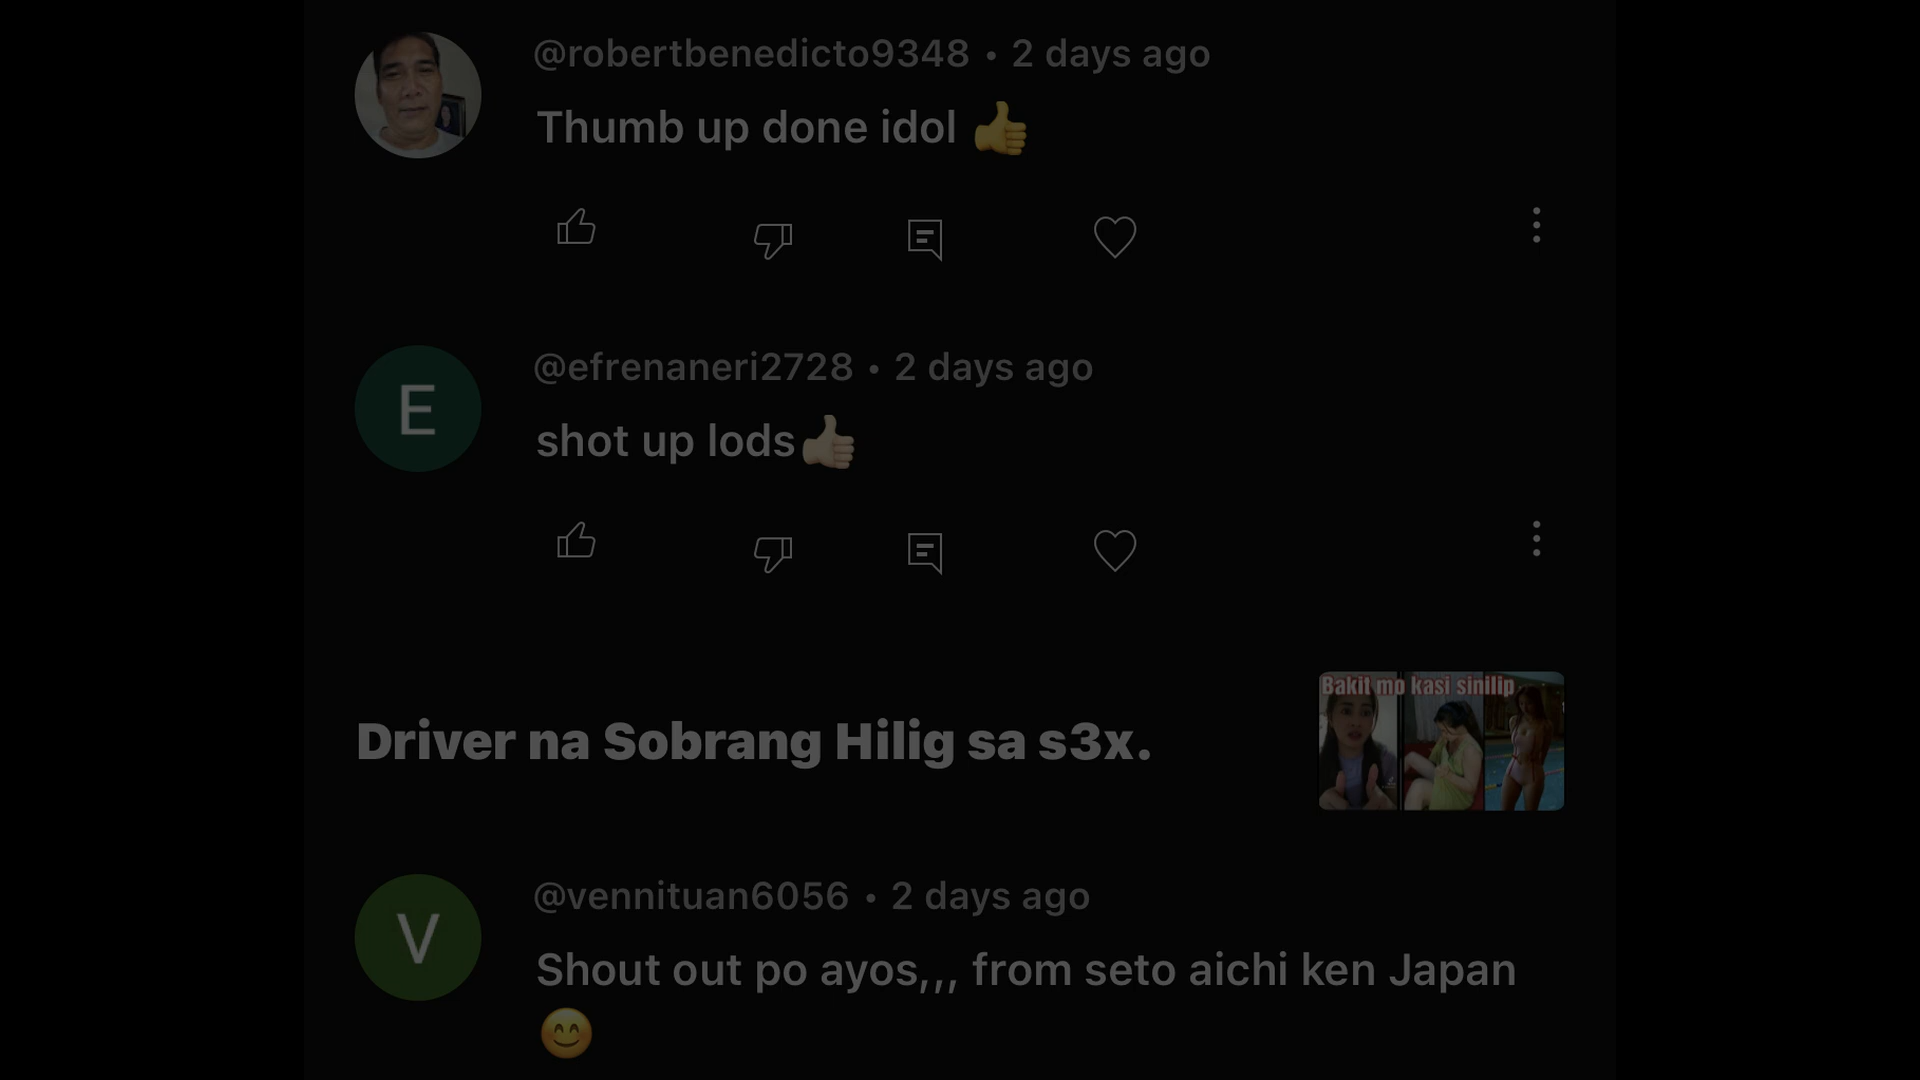 @robertbenedicto9348 • 2 days ago
Thumb up done idol 👍
E
@efrenaneri2728 • 2 days ago
shot up lods👍🏻
Bakit mo kasi sinilip
Driver na Sobrang Hilig sa s3x.
V
@vennituan6056 • 2 days ago
Shout out po ayos,,, from seto aichi ken Japan
😊